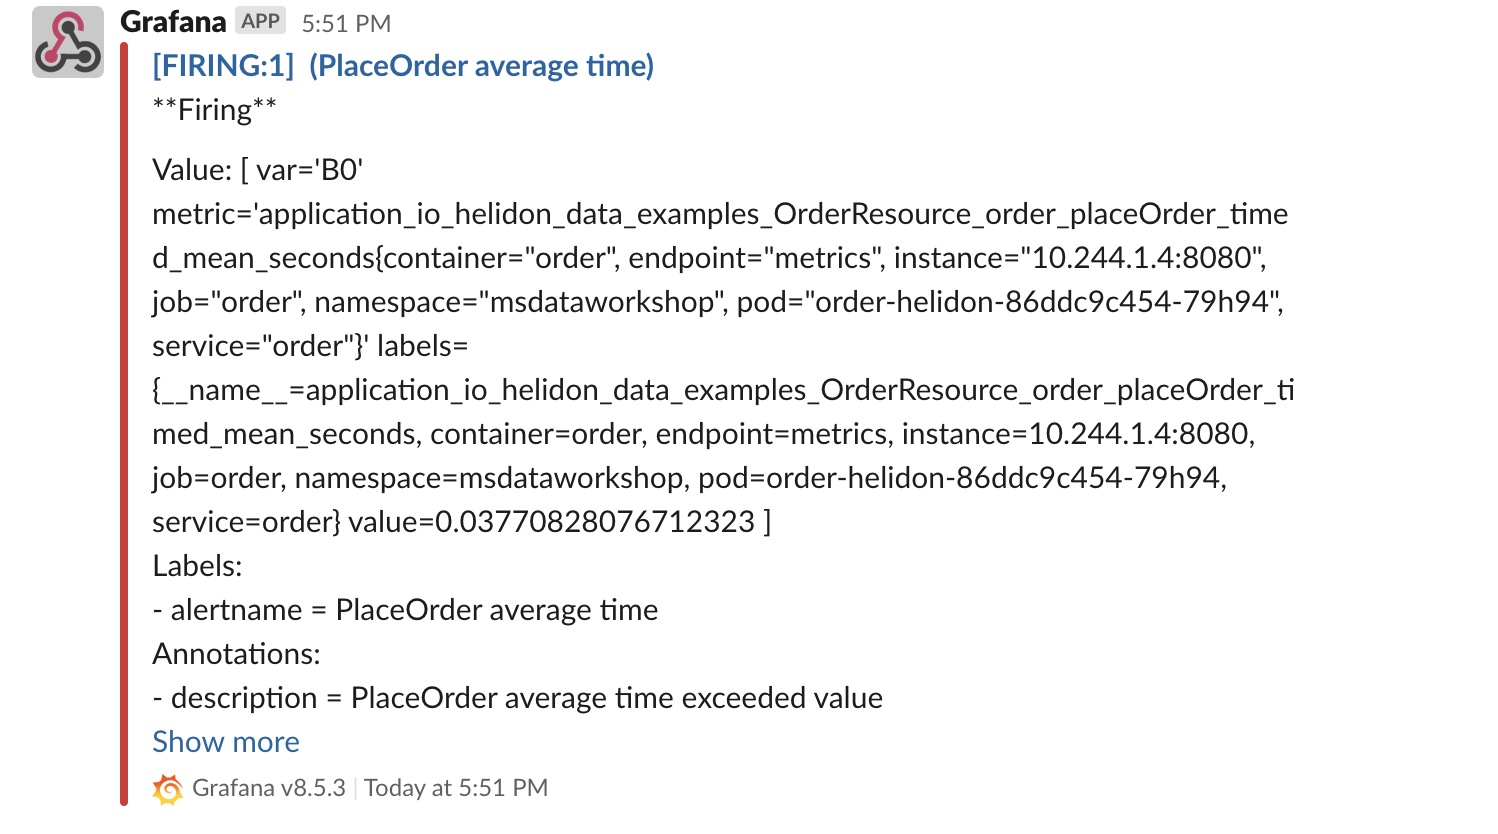 Grafana APP 5:51 PM
[FIRING:1] (PlaceOrder average time)
**Firing**
Value: [ var='B0'
metric='application_io_helidon_data_examples_OrderResource_order_placeOrder_time
d_mean_seconds{container="order", endpoint="metrics", instance="10.244.1.4:8080",
job="order", namespace="msdataworkshop", pod="order-helidon-86ddc9c454-79h94",
service="order"}' labels=
{__name__=application_io_helidon_data_examples_OrderResource_order_placeOrder_ti
med_mean_seconds, container=order, endpoint=metrics, instance=10.244.1.4:8080,
job=order, namespace=msdataworkshop, pod=order-helidon-86ddc9c454-79h94,
service=order} value=0.03770828076712323 ]
Labels:
- alertname = PlaceOrder average time
Annotations:
- description = PlaceOrder average time exceeded value
Show more
Grafana v8.5.3 | Today at 5:51 PM